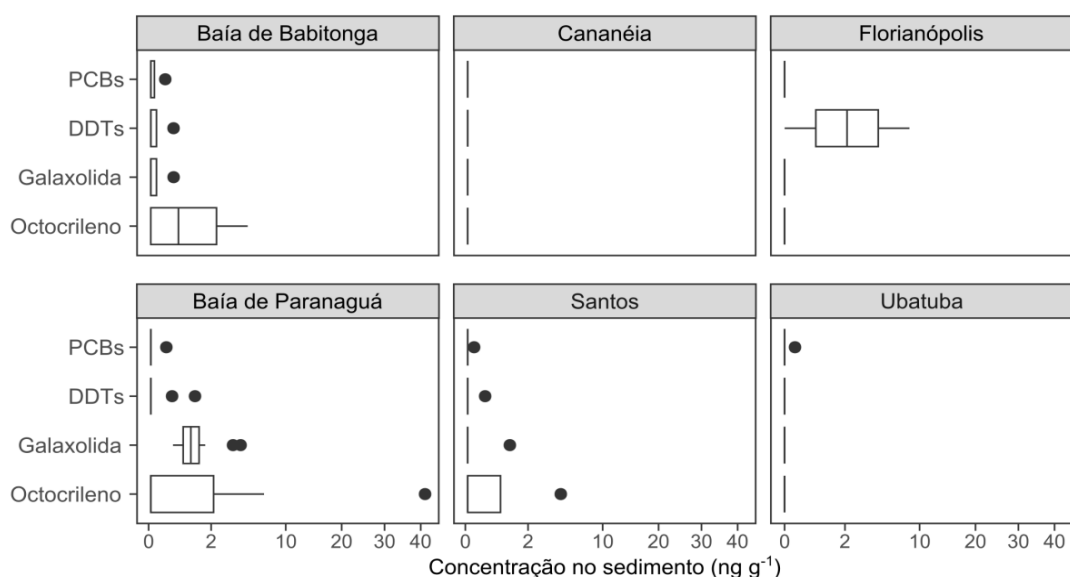 Baía de Babitonga Cananéia Florianópolis
PCBs
DDTs
Galaxolida
Octocrileno
Baía de Paranaguá Santos Ubatuba
PCBs
DDTs
Galaxolida
Octocrileno
0 2 10 20 30 40 0 2 10 20 30 40 0 2 10 20 30 40
Concentração no sedimento (ng g⁻¹)